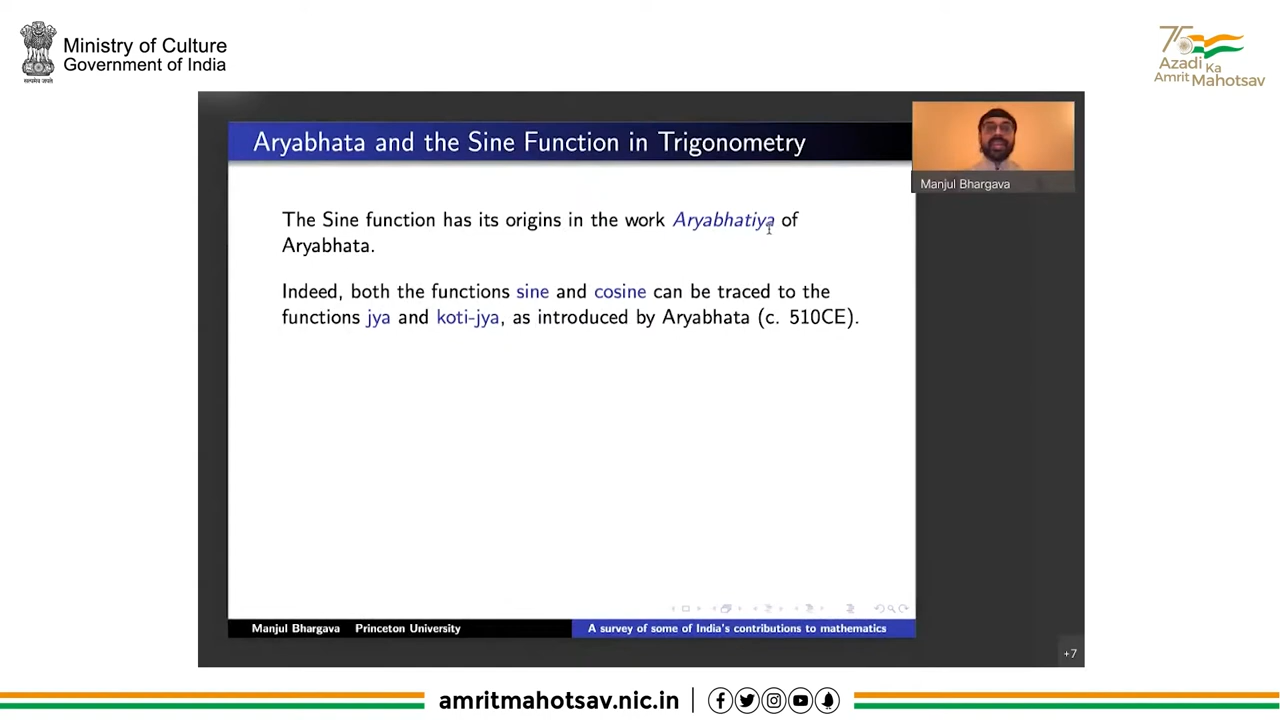 Ministry of Culture
Government of India
75
Azadi Ka
Amrit Mahotsav
Aryabhata and the Sine Function in Trigonometry
Manjul Bhargava
The Sine function has its origins in the work Aryabhatiya of
Aryabhata.
Indeed, both the functions sine and cosine can be traced to the
functions jya and koti-jya, as introduced by Aryabhata (c. 510CE).
Manjul Bhargava Princeton University
A survey of some of India's contributions to mathematics
+7
amritmahotsav.nic.in